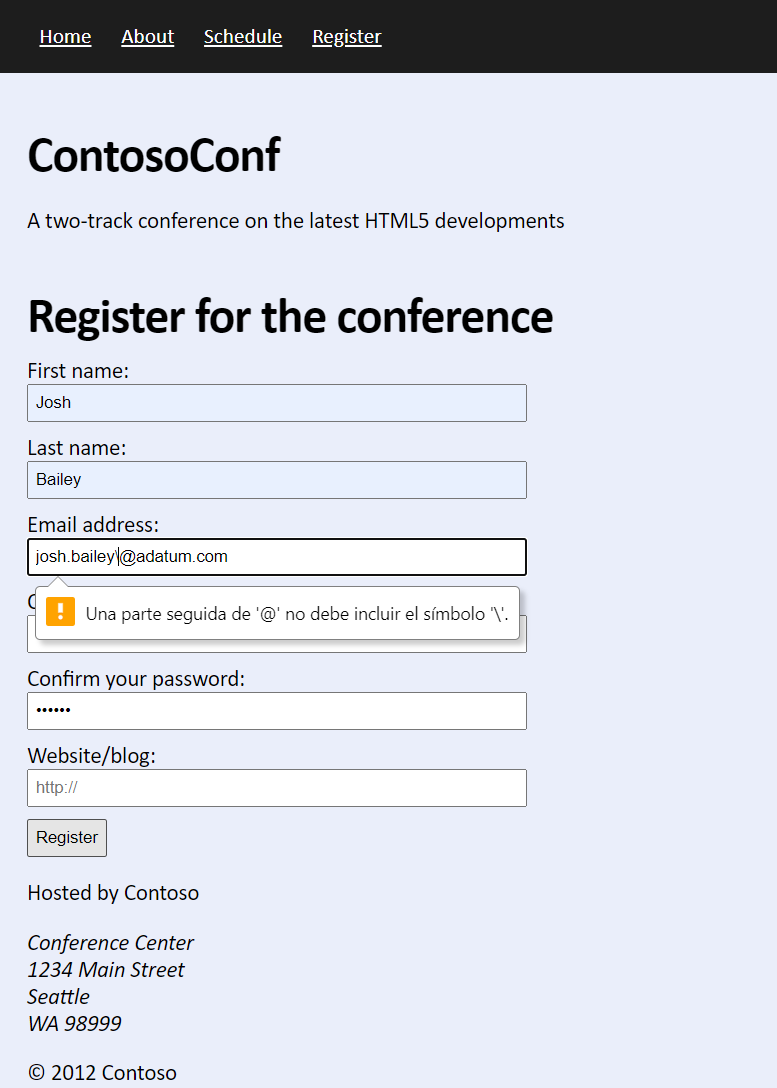 Home About Schedule Register
ContosoConf
A two-track conference on the latest HTML5 developments
Register for the conference
First name:
Josh
Last name:
Bailey
Email address:
josh.bailey\@adatum.com
Una parte seguida de '@' no debe incluir el símbolo '\'.
Confirm your password:
••••••
Website/blog:
http://
Register
Hosted by Contoso
Conference Center
1234 Main Street
Seattle
WA 98999
© 2012 Contoso